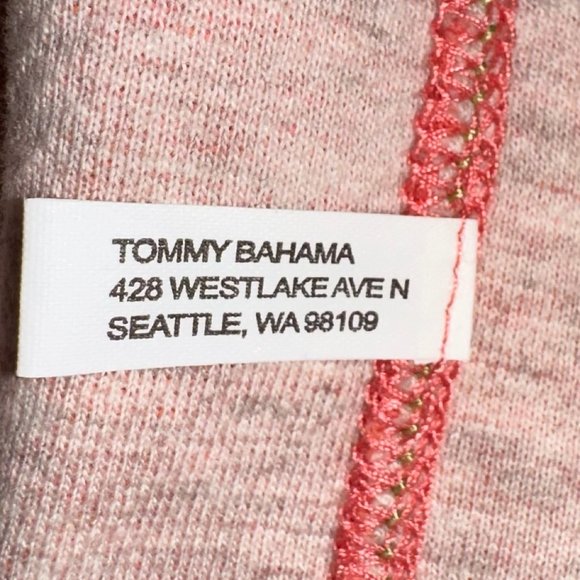 TOMMY BAHAMA
428 WESTLAKE AVE N
SEATTLE, WA 98109